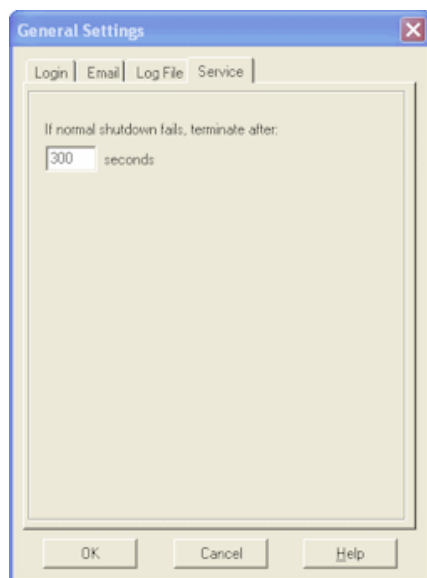 General Settings
Login Email Log File Service
If normal shutdown fails, terminate after:
300 seconds
OK Cancel Help